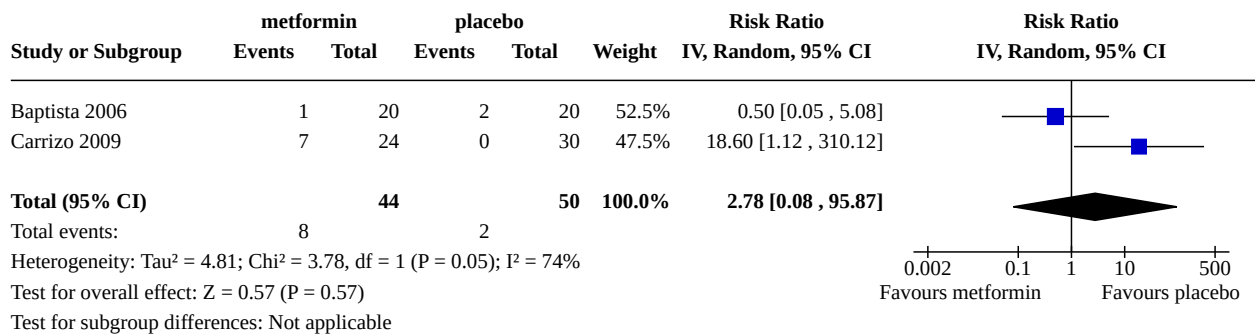 metformin placebo Risk Ratio Risk Ratio
Study or Subgroup Events Total Events Total Weight IV, Random, 95% CI IV, Random, 95% CI
Baptista 2006 1 20 2 20 52.5% 0.50 [0.05 , 5.08]
Carrizo 2009 7 24 0 30 47.5% 18.60 [1.12 , 310.12]
Total (95% CI) 44 50 100.0% 2.78 [0.08 , 95.87]
Total events: 8 2
Heterogeneity: Tau² = 4.81; Chi² = 3.78, df = 1 (P = 0.05); I² = 74%
0.002 0.1 1 10 500
Test for overall effect: Z = 0.57 (P = 0.57)
Favours metformin Favours placebo
Test for subgroup differences: Not applicable